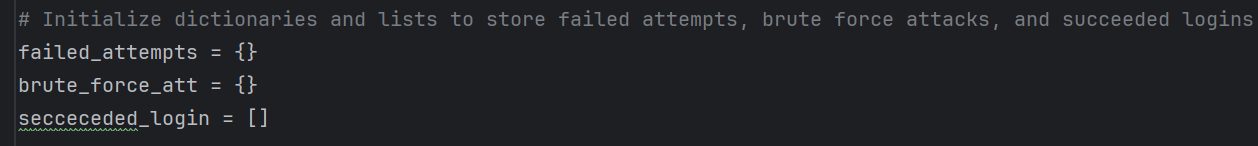 # Initialize dictionaries and lists to store failed attempts, brute force attacks, and succeeded logins
failed_attempts = {}
brute_force_att = {}
secceceded_login = []